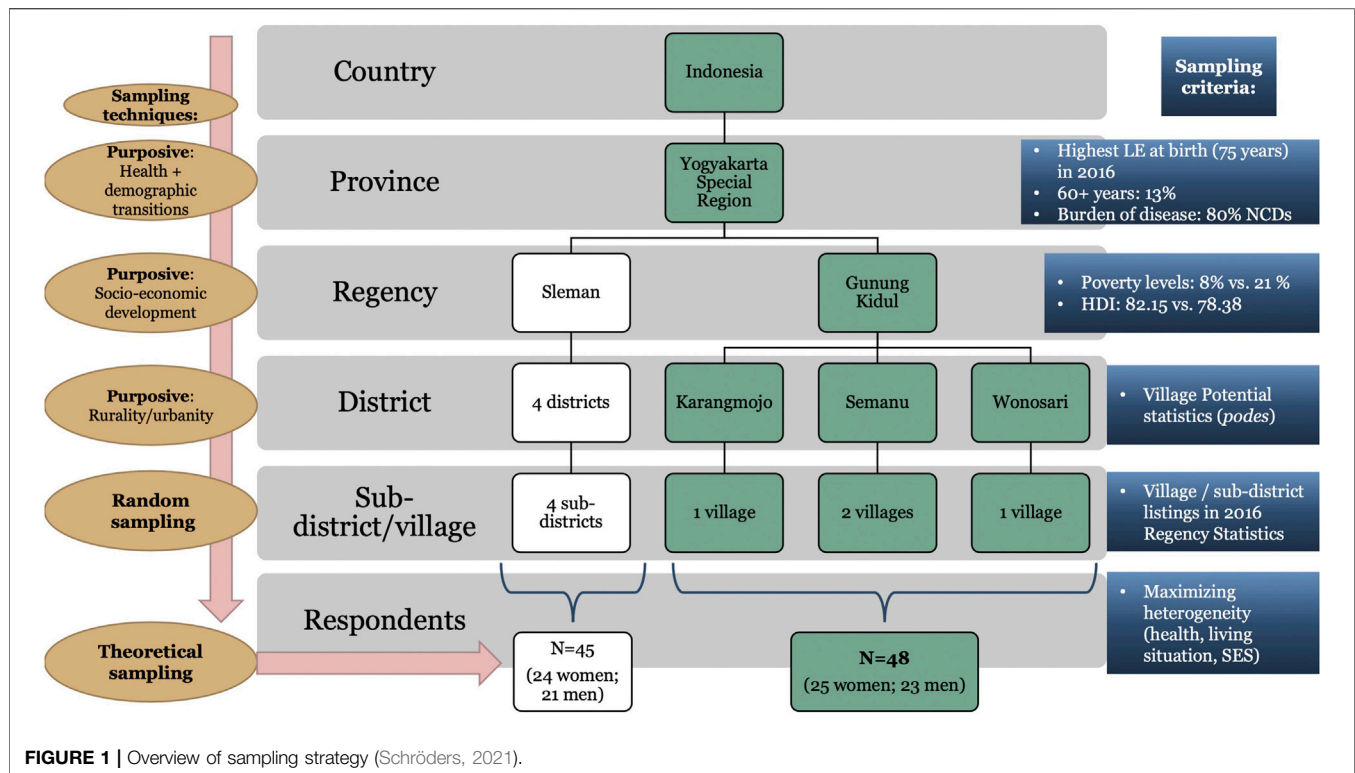 Country
Indonesia
Sampling
criteria:
Sampling
techniques:
Purposive:
Health +
demographic
transitions
Province
Yogyakarta
Special
Region
• Highest LE at birth (75 years)
in 2016
• 60+ years: 13%
• Burden of disease: 80% NCDs
Purposive:
Socio-economic
development
Regency
Sleman
Gunung
Kidul
• Poverty levels: 8% vs. 21 %
• HDI: 82.15 vs. 78.38
Purposive:
Rurality/urbanity
District
4 districts
Karangmojo
Semanu
Wonosari
• Village Potential
statistics (podes)
Random
sampling
Sub-
district/village
4 sub-
districts
1 village
2 villages
1 village
• Village / sub-district
listings in 2016
Regency Statistics
Theoretical
sampling
Respondents
N=45
(24 women;
21 men)
N=48
(25 women; 23 men)
• Maximizing
heterogeneity
(health, living
situation, SES)
FIGURE 1 | Overview of sampling strategy (Schröders, 2021).